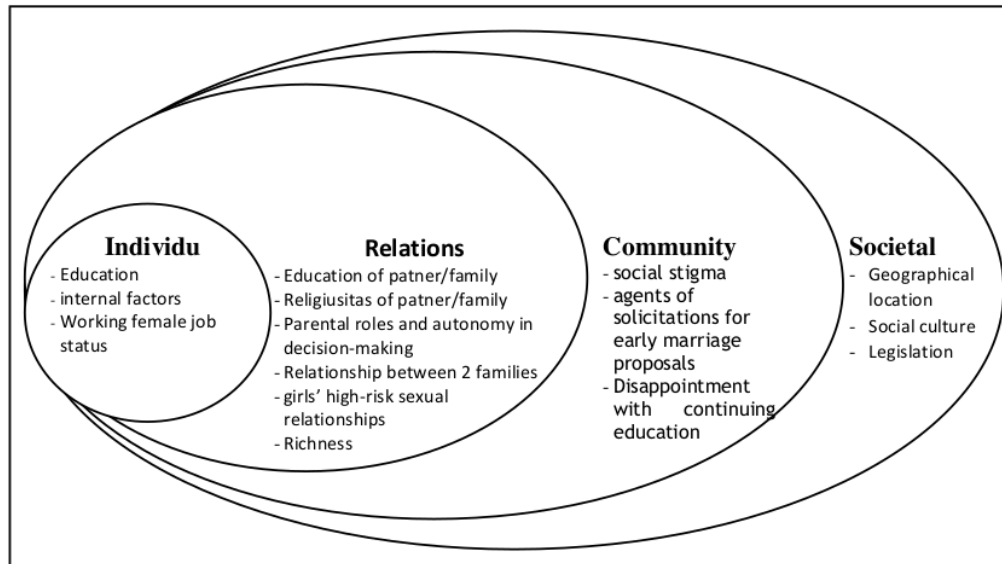 Individu
- Education
- internal factors
- Working female job
status
Relations
- Education of patner/family
- Religiusitas of patner/family
- Parental roles and autonomy in
decision-making
- Relationship between 2 families
- girls' high-risk sexual
relationships
- Richness
Community
- social stigma
- agents of
solicitations for
early marriage
proposals
- Disappointment
with continuing
education
Societal
- Geographical
location
- Social culture
- Legislation